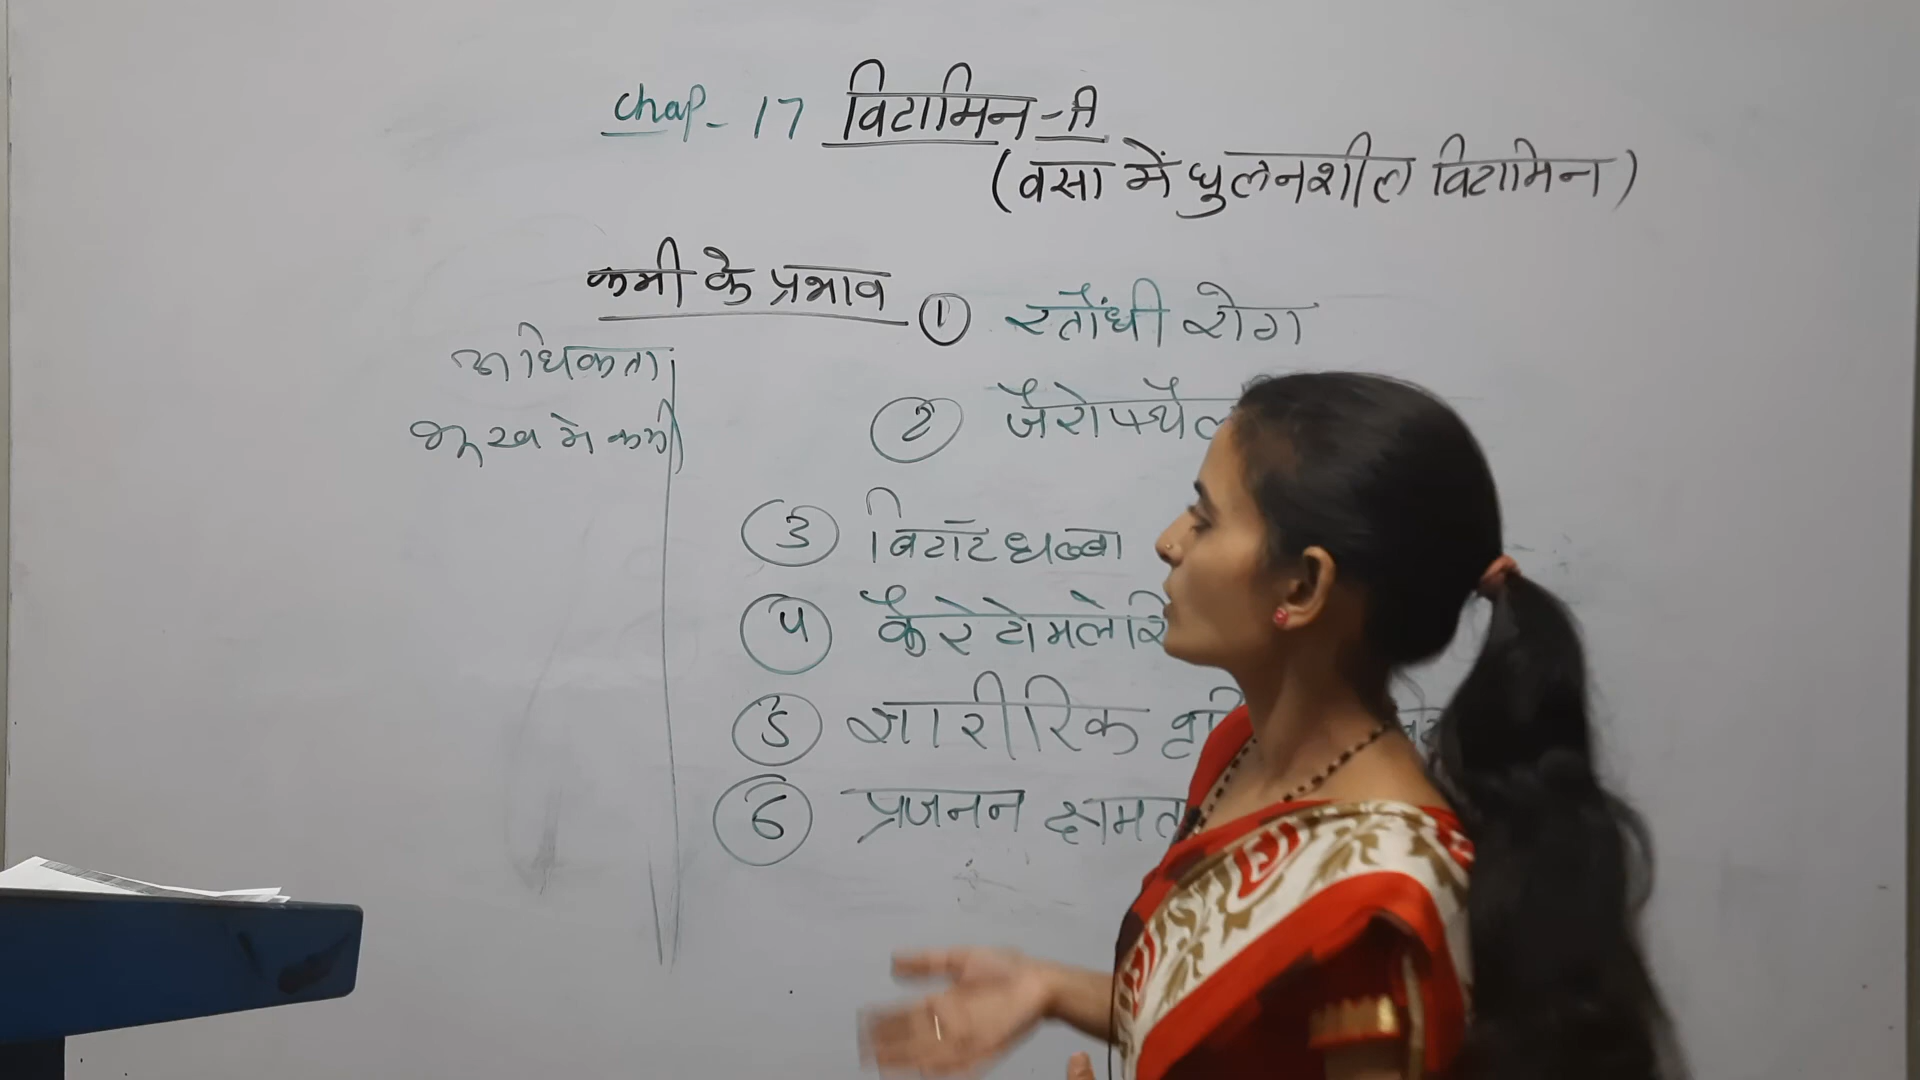 Chap - 17 विटामिन - A
(वसा में घुलनशील विटामिन)
कमी के प्रभाव
① रतौंधी रोग
② जैरोपथैल
③ बिटॉट धब्बा
④ कैरेटोमलेरि
⑤ शारीरिक
⑥ प्रजनन क्षमता
अधिकता
भूख मे कमी